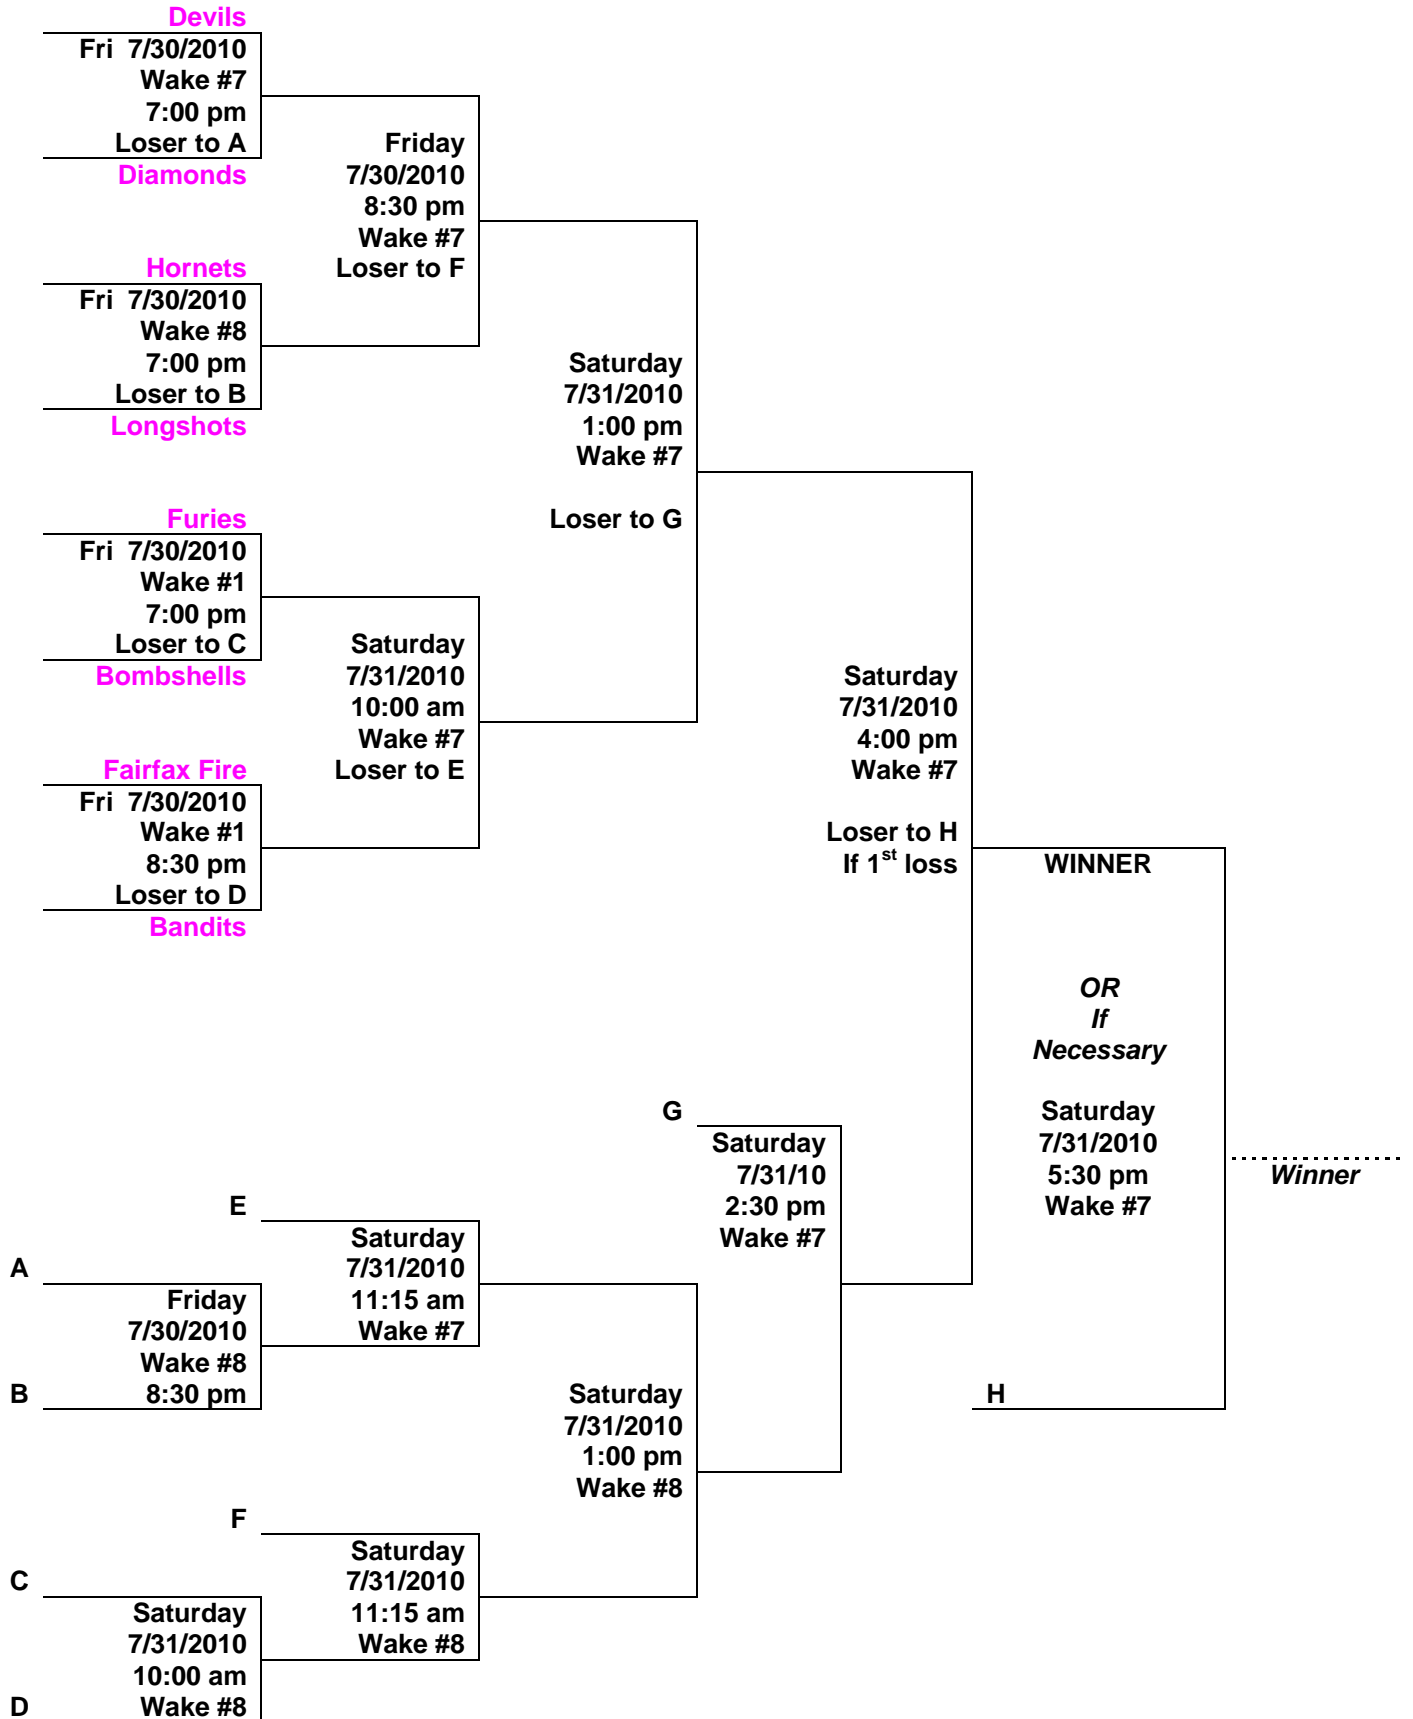 Devils
Fri 7/30/2010
Wake #7
7:00 pm
Loser to A
Diamonds
Friday
7/30/2010
8:30 pm
Wake #7
Loser to F
Hornets
Fri 7/30/2010
Wake #8
7:00 pm
Loser to B
Longshots
Saturday
7/31/2010
1:00 pm
Wake #7
Loser to G
Furies
Fri 7/30/2010
Wake #1
7:00 pm
Loser to C
Bombshells
Saturday
7/31/2010
10:00 am
Wake #7
Loser to E
Fairfax Fire
Fri 7/30/2010
Wake #1
8:30 pm
Loser to D
Bandits
Saturday
7/31/2010
4:00 pm
Wake #7
Loser to H
If 1st loss
WINNER
OR
If
Necessary
Saturday
7/31/2010
5:30 pm
Wake #7
Winner
G
Saturday
7/31/10
2:30 pm
Wake #7
E
Saturday
7/31/2010
11:15 am
Wake #7
A
Friday
7/30/2010
Wake #8
8:30 pm
B
Saturday
7/31/2010
1:00 pm
Wake #8
H
F
Saturday
7/31/2010
11:15 am
Wake #8
C
Saturday
7/31/2010
10:00 am
Wake #8
D